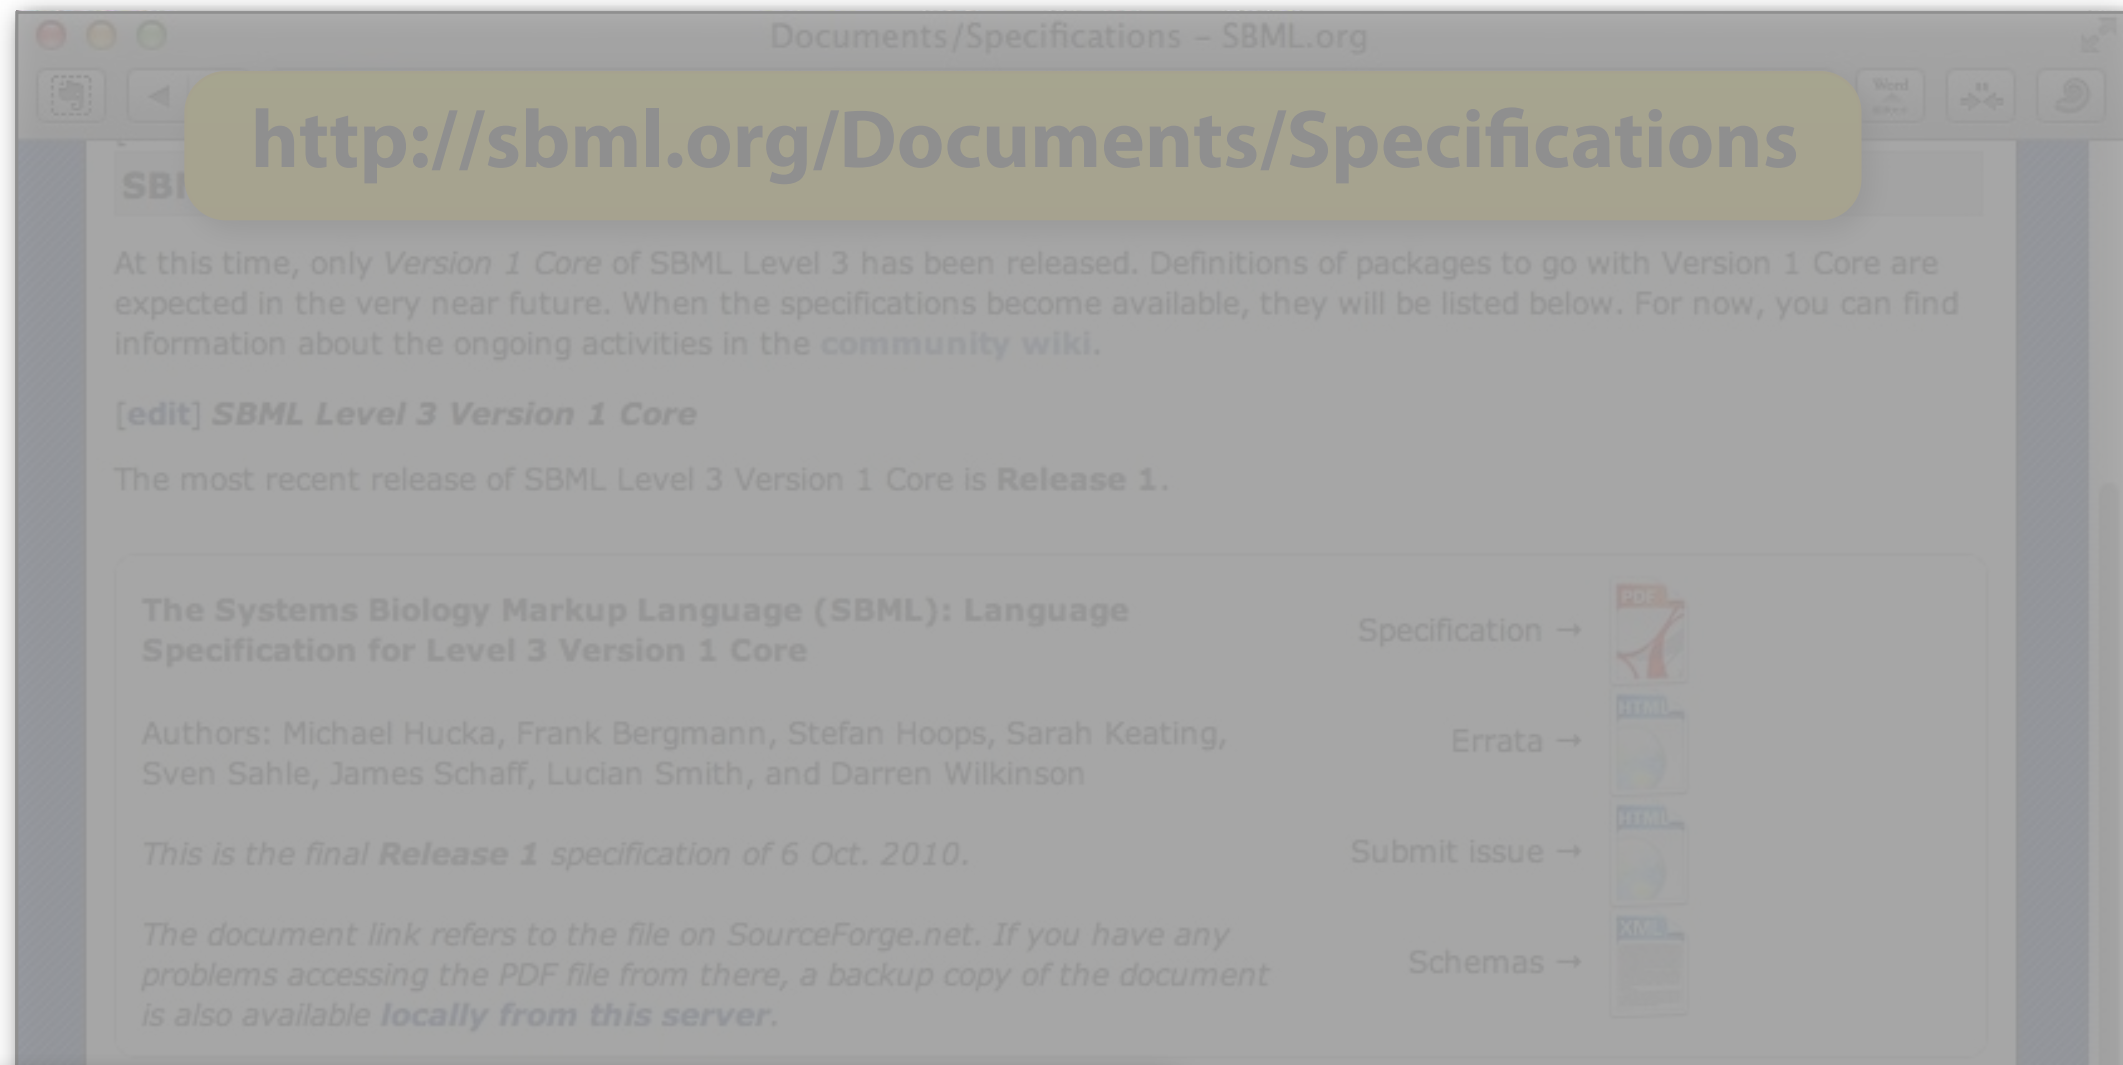 Documents/Specifications – SBML.org
Word
http://sbml.org/Documents/Specifications
At this time, only Version 1 Core of SBML Level 3 has been released. Definitions of packages to go with Version 1 Core are
expected in the very near future. When the specifications become available, they will be listed below. For now, you can find
information about the ongoing activities in the community wiki.
[edit] SBML Level 3 Version 1 Core
The most recent release of SBML Level 3 Version 1 Core is Release 1.
The Systems Biology Markup Language (SBML): Language
Specification for Level 3 Version 1 Core
Authors: Michael Hucka, Frank Bergmann, Stefan Hoops, Sarah Keating,
Sven Sahle, James Schaff, Lucian Smith, and Darren Wilkinson
This is the final Release 1 specification of 6 Oct. 2010.
The document link refers to the file on SourceForge.net. If you have any
problems accessing the PDF file from there, a backup copy of the document
is also available locally from this server.
Specification →
PDF
Errata →
HTML
Submit issue →
HTML
Schemas →
XML